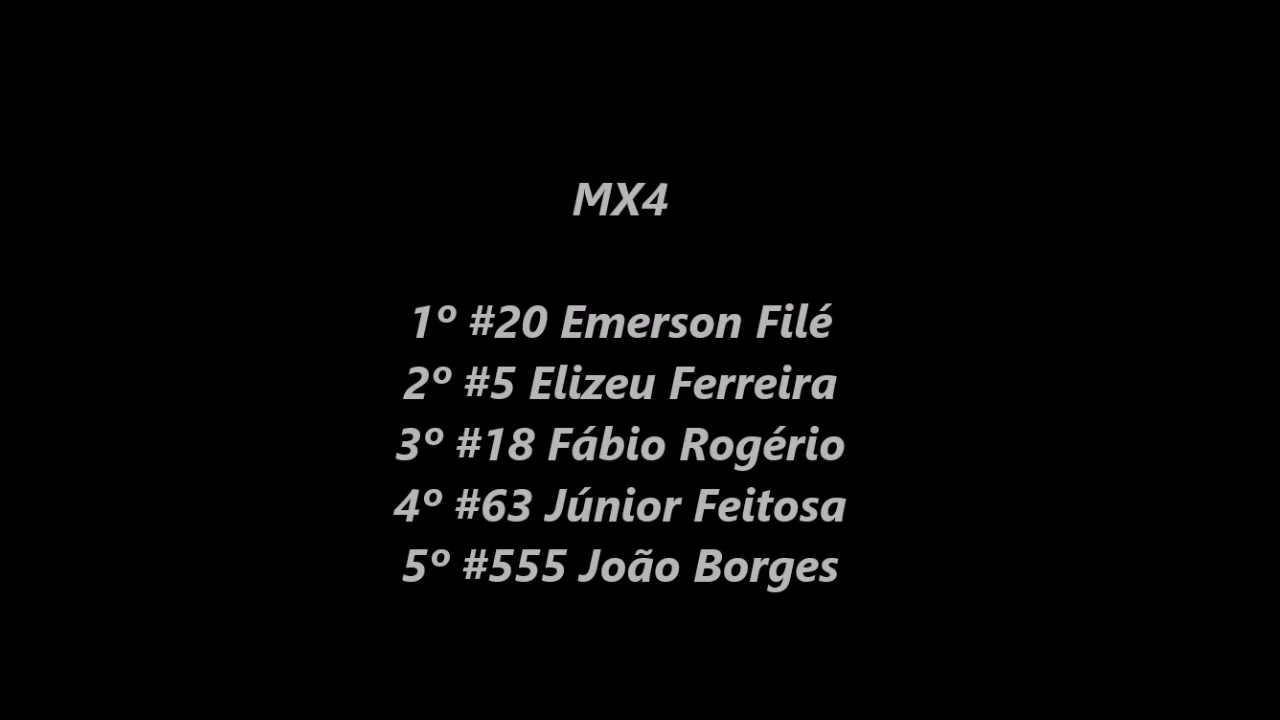 MX4
1º #20 Emerson Filé
2º #5 Elizeu Ferreira
3º #18 Fábio Rogério
4º #63 Júnior Feitosa
5º #555 João Borges